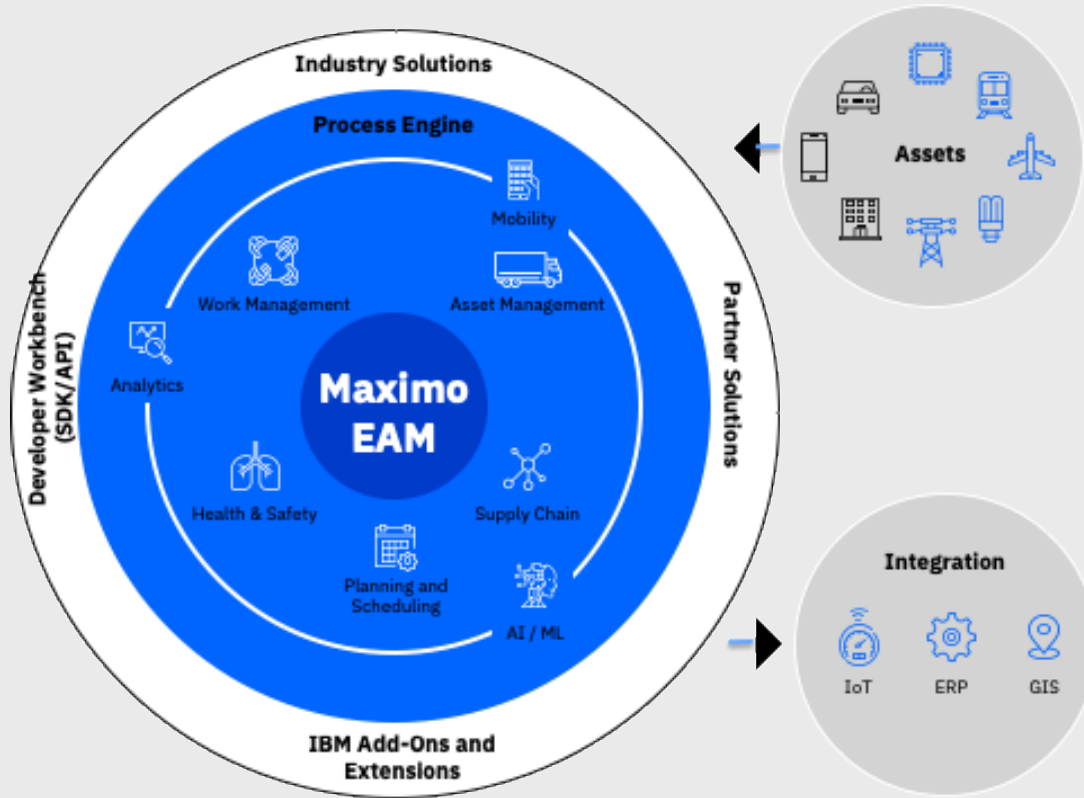 Industry Solutions
Process Engine
Mobility
Work Management
Asset Management
Analytics
Maximo
EAM
Health & Safety
Supply Chain
Planning and
Scheduling
AI / ML
Developer Workbench
(SDK/API)
Partner Solutions
IBM Add-Ons and
Extensions
Assets
Integration
IoT
ERP
GIS